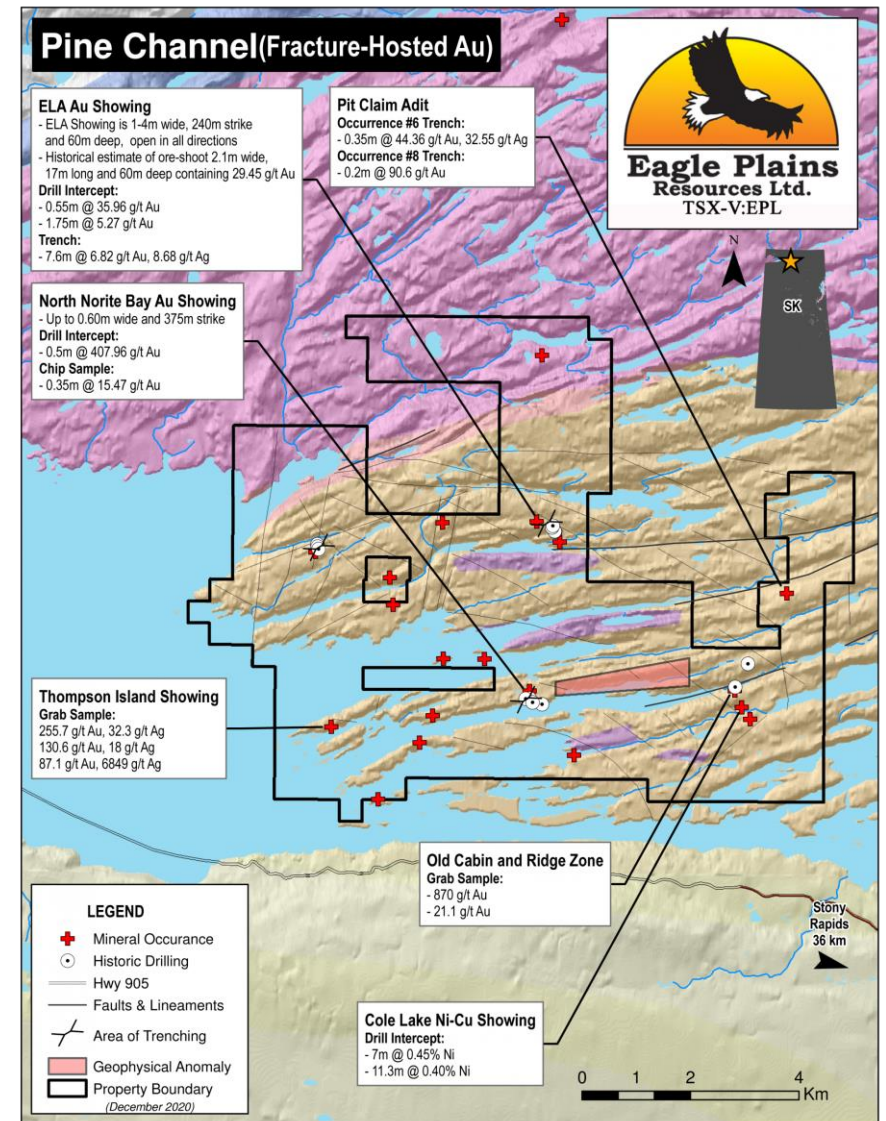 Pine Channel(Fracture-Hosted Au)
ELA Au Showing
- ELA Showing is 1-4m wide, 240m strike
and 60m deep, open in all directions
- Historical estimate of ore-shoot 2.1m wide,
17m long and 60m deep containing 29.45 g/t Au
Drill Intercept:
- 0.55m @ 35.96 g/t Au
- 1.75m @ 5.27 g/t Au
Trench:
- 7.6m @ 6.82 g/t Au, 8.68 g/t Ag
Pit Claim Adit
Occurrence #6 Trench:
- 0.35m @ 44.36 g/t Au, 32.55 g/t Ag
Occurrence #8 Trench:
- 0.2m @ 90.6 g/t Au
Eagle Plains
Resources Ltd.
TSX-V:EPL
N
SK
North Norite Bay Au Showing
- Up to 0.60m wide and 375m strike
Drill Intercept:
- 0.5m @ 407.96 g/t Au
Chip Sample:
- 0.35m @ 15.47 g/t Au
Thompson Island Showing
Grab Sample:
255.7 g/t Au, 32.3 g/t Ag
130.6 g/t Au, 18 g/t Ag
87.1 g/t Au, 6849 g/t Ag
Old Cabin and Ridge Zone
Grab Sample:
- 870 g/t Au
- 21.1 g/t Au
Stony
Rapids
36 km
Cole Lake Ni-Cu Showing
Drill Intercept:
- 7m @ 0.45% Ni
- 11.3m @ 0.40% Ni
LEGEND
Mineral Occurance
Historic Drilling
Hwy 905
Faults & Lineaments
Area of Trenching
Geophysical Anomaly
Property Boundary
(December 2020)
0 1 2 4
Km